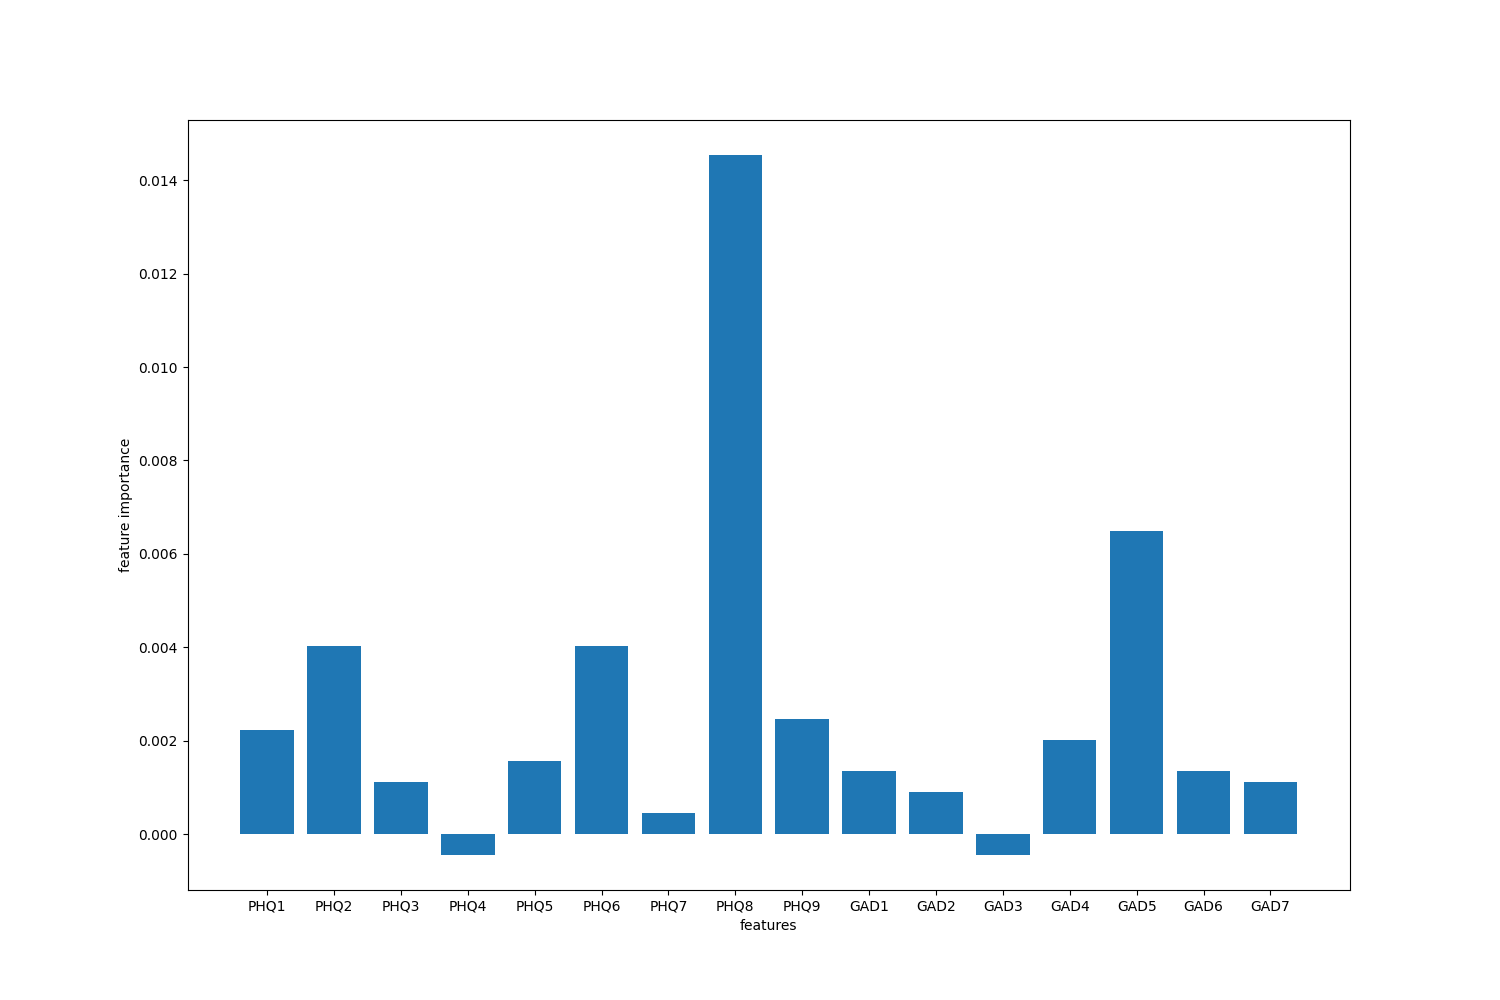 feature importance
0.014
0.012
0.010
0.008
0.006
0.004
0.002
0.000
PHQ1 PHQ2 PHQ3 PHQ4 PHQ5 PHQ6 PHQ7 PHQ8 PHQ9 GAD1 GAD2 GAD3 GAD4 GAD5 GAD6 GAD7
features